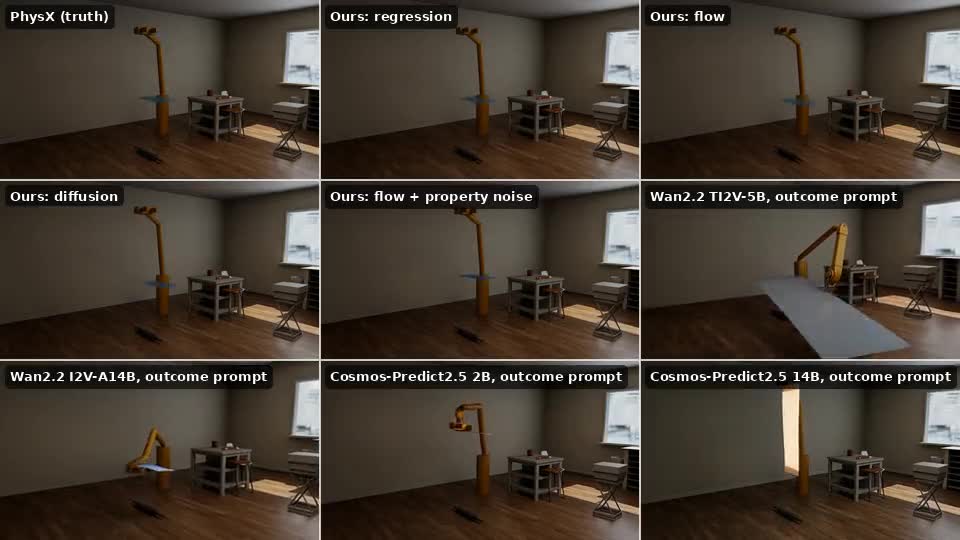 PhysX (truth)
Ours: regression
Ours: flow
Ours: diffusion
Ours: flow + property noise
Wan2.2 TI2V-5B, outcome prompt
Wan2.2 I2V-A14B, outcome prompt
Cosmos-Predict2.5 2B, outcome prompt
Cosmos-Predict2.5 14B, outcome prompt